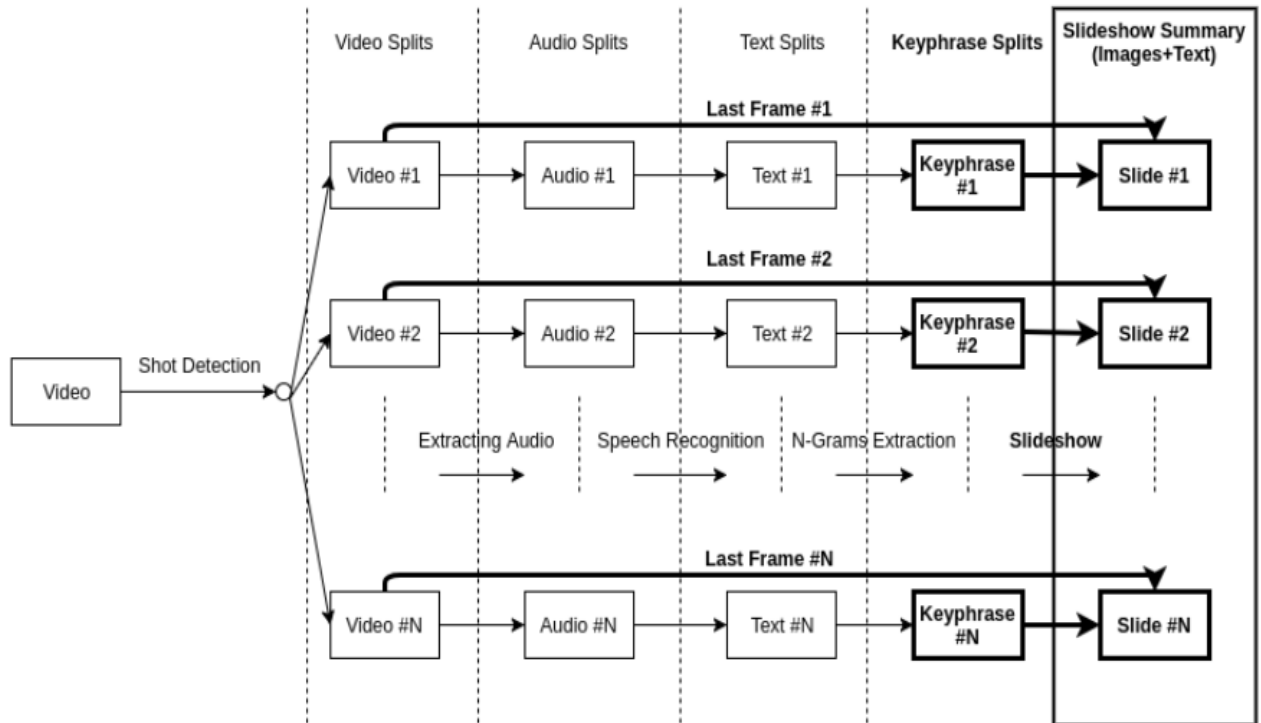 Video Splits
Audio Splits
Text Splits
Keyphrase Splits
Slideshow Summary
(Images+Text)
Last Frame #1
Video #1
Audio #1
Text #1
Keyphrase
#1
Slide #1
Last Frame #2
Video #2
Audio #2
Text #2
Keyphrase
#2
Slide #2
Video
Shot Detection
Extracting Audio
Speech Recognition
N-Grams Extraction
Slideshow
Last Frame #N
Video #N
Audio #N
Text #N
Keyphrase
#N
Slide #N